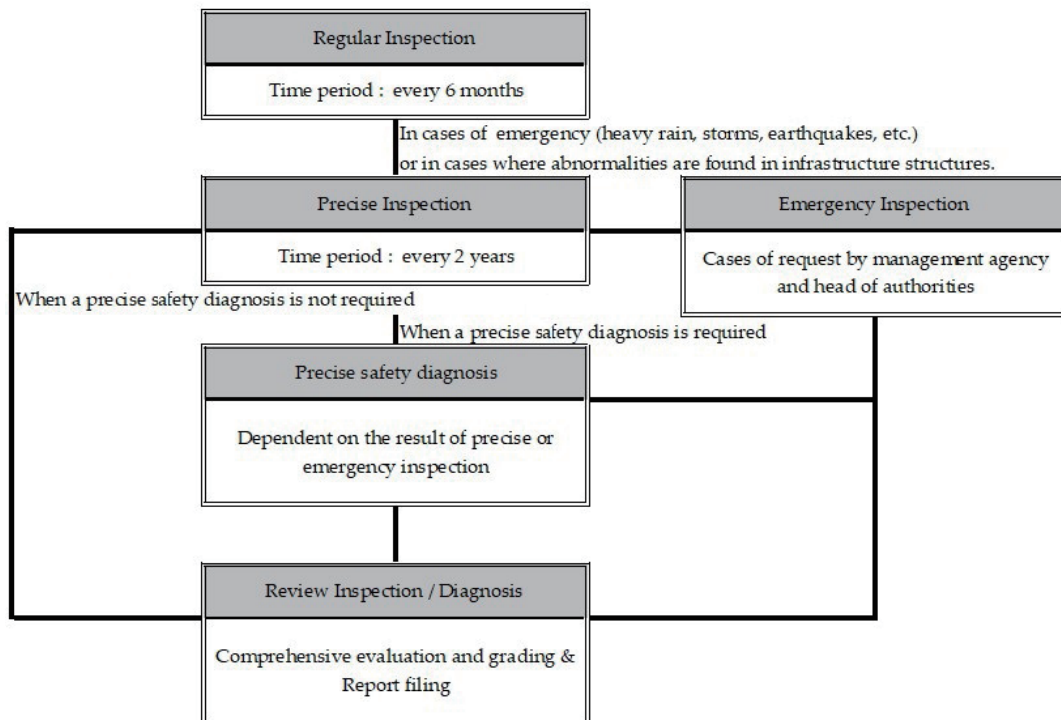 Regular Inspection
Time period : every 6 months
In cases of emergency (heavy rain, storms, earthquakes, etc.)
or in cases where abnormalities are found in infrastructure structures.
Precise Inspection
Time period : every 2 years
Emergency Inspection
Cases of request by management agency
and head of authorities
When a precise safety diagnosis is not required
When a precise safety diagnosis is required
Precise safety diagnosis
Dependent on the result of precise or
emergency inspection
Review Inspection / Diagnosis
Comprehensive evaluation and grading &
Report filing